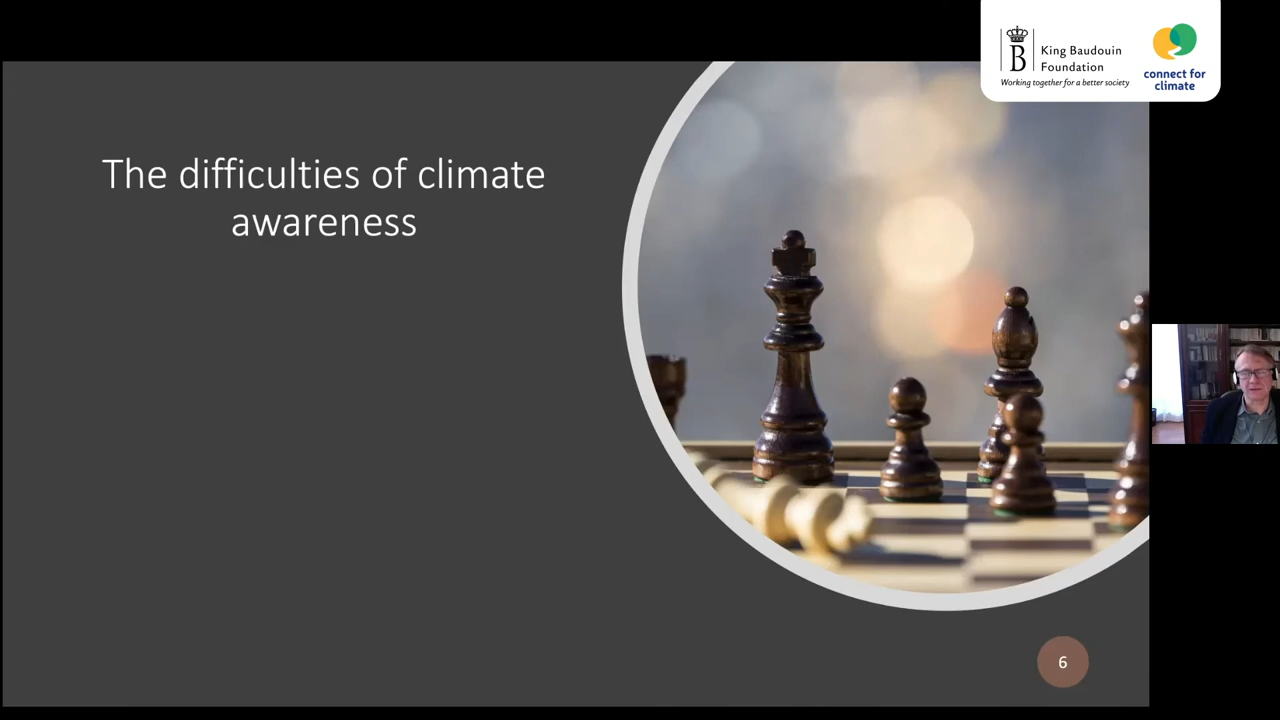 B
King Baudouin
Foundation
Working together for a better society
connect for
climate
The difficulties of climate
awareness
6